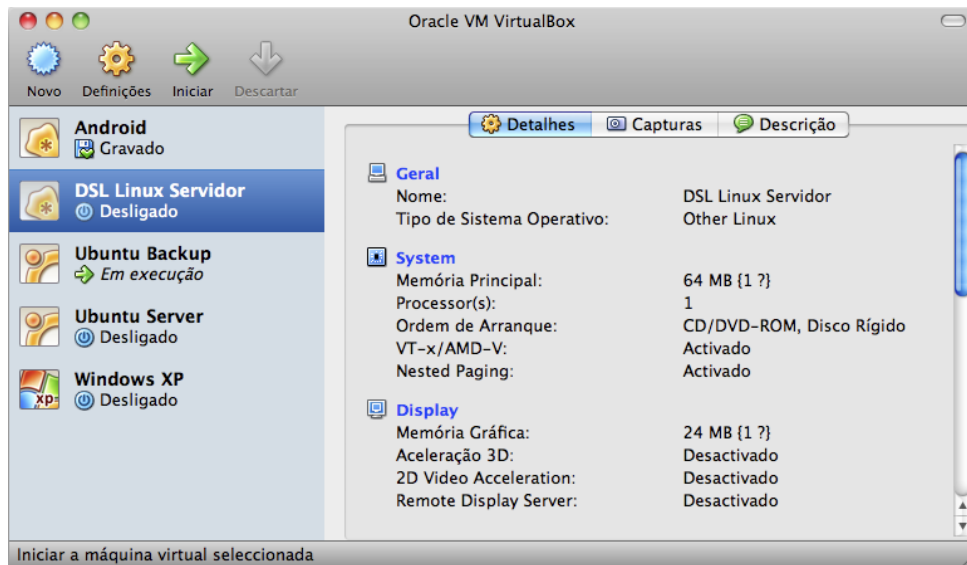 Oracle VM VirtualBox
Novo Definições Iniciar Descartar
Android
Gravado
DSL Linux Servidor
Desligado
Ubuntu Backup
Em execução
Ubuntu Server
Desligado
Windows XP
xp
Desligado
Detalhes Capturas Descrição
Geral
Nome: DSL Linux Servidor
Tipo de Sistema Operativo: Other Linux
System
Memória Principal: 64 MB {1 ?}
Processor(s): 1
Ordem de Arranque: CD/DVD-ROM, Disco Rígido
VT-x/AMD-V: Activado
Nested Paging: Activado
Display
Memória Gráfica: 24 MB {1 ?}
Aceleração 3D: Desactivado
2D Video Acceleration: Desactivado
Remote Display Server: Desactivado
Iniciar a máquina virtual seleccionada